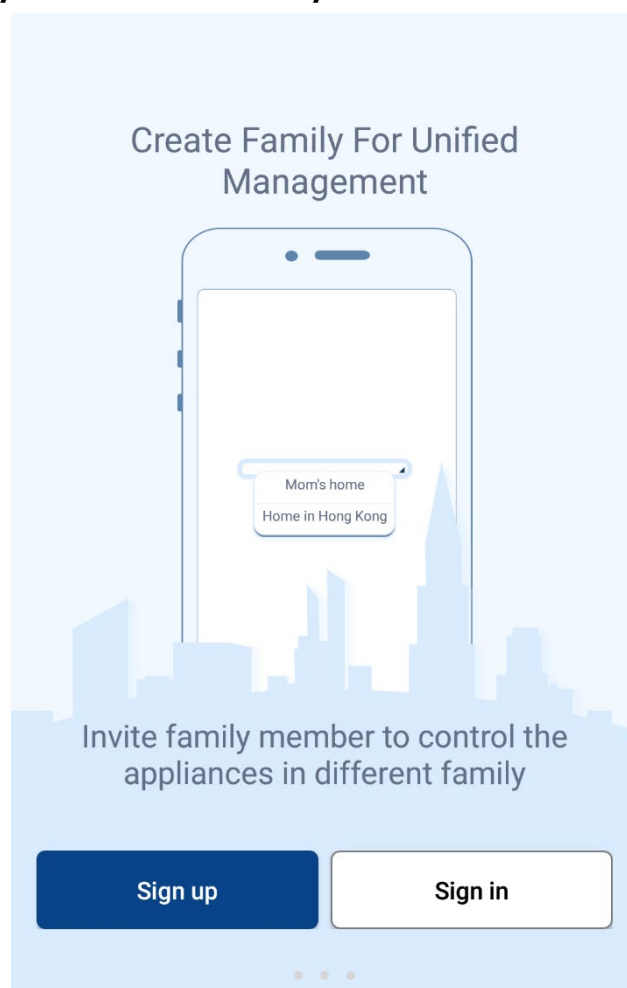 Create Family For Unified
Management
Mom's home
Home in Hong Kong
Invite family member to control the
appliances in different family
Sign up
Sign in